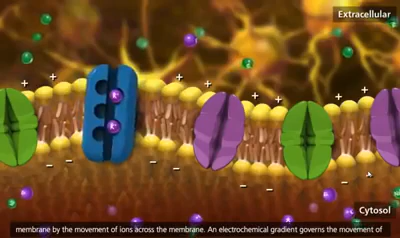 Extracellular
+ + + + + + + + +
K⁺
K⁺
− − − − − − − −
Cytosol
membrane by the movement of ions across the membrane. An electrochemical gradient governs the movement of